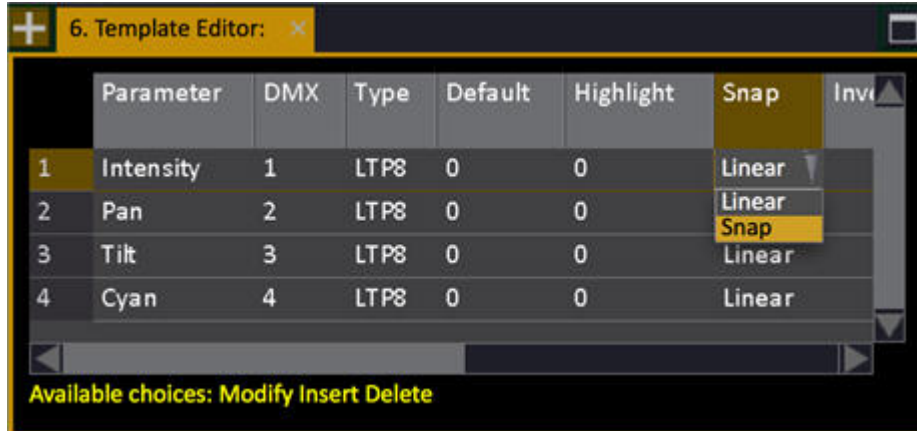 6. Template Editor:
Parameter DMX Type Default Highlight Snap Inve
1 Intensity 1 LTP8 0 0 Linear
2 Pan 2 LTP8 0 0 Linear
Snap
3 Tilt 3 LTP8 0 0 Linear
4 Cyan 4 LTP8 0 0 Linear
Available choices: Modify Insert Delete